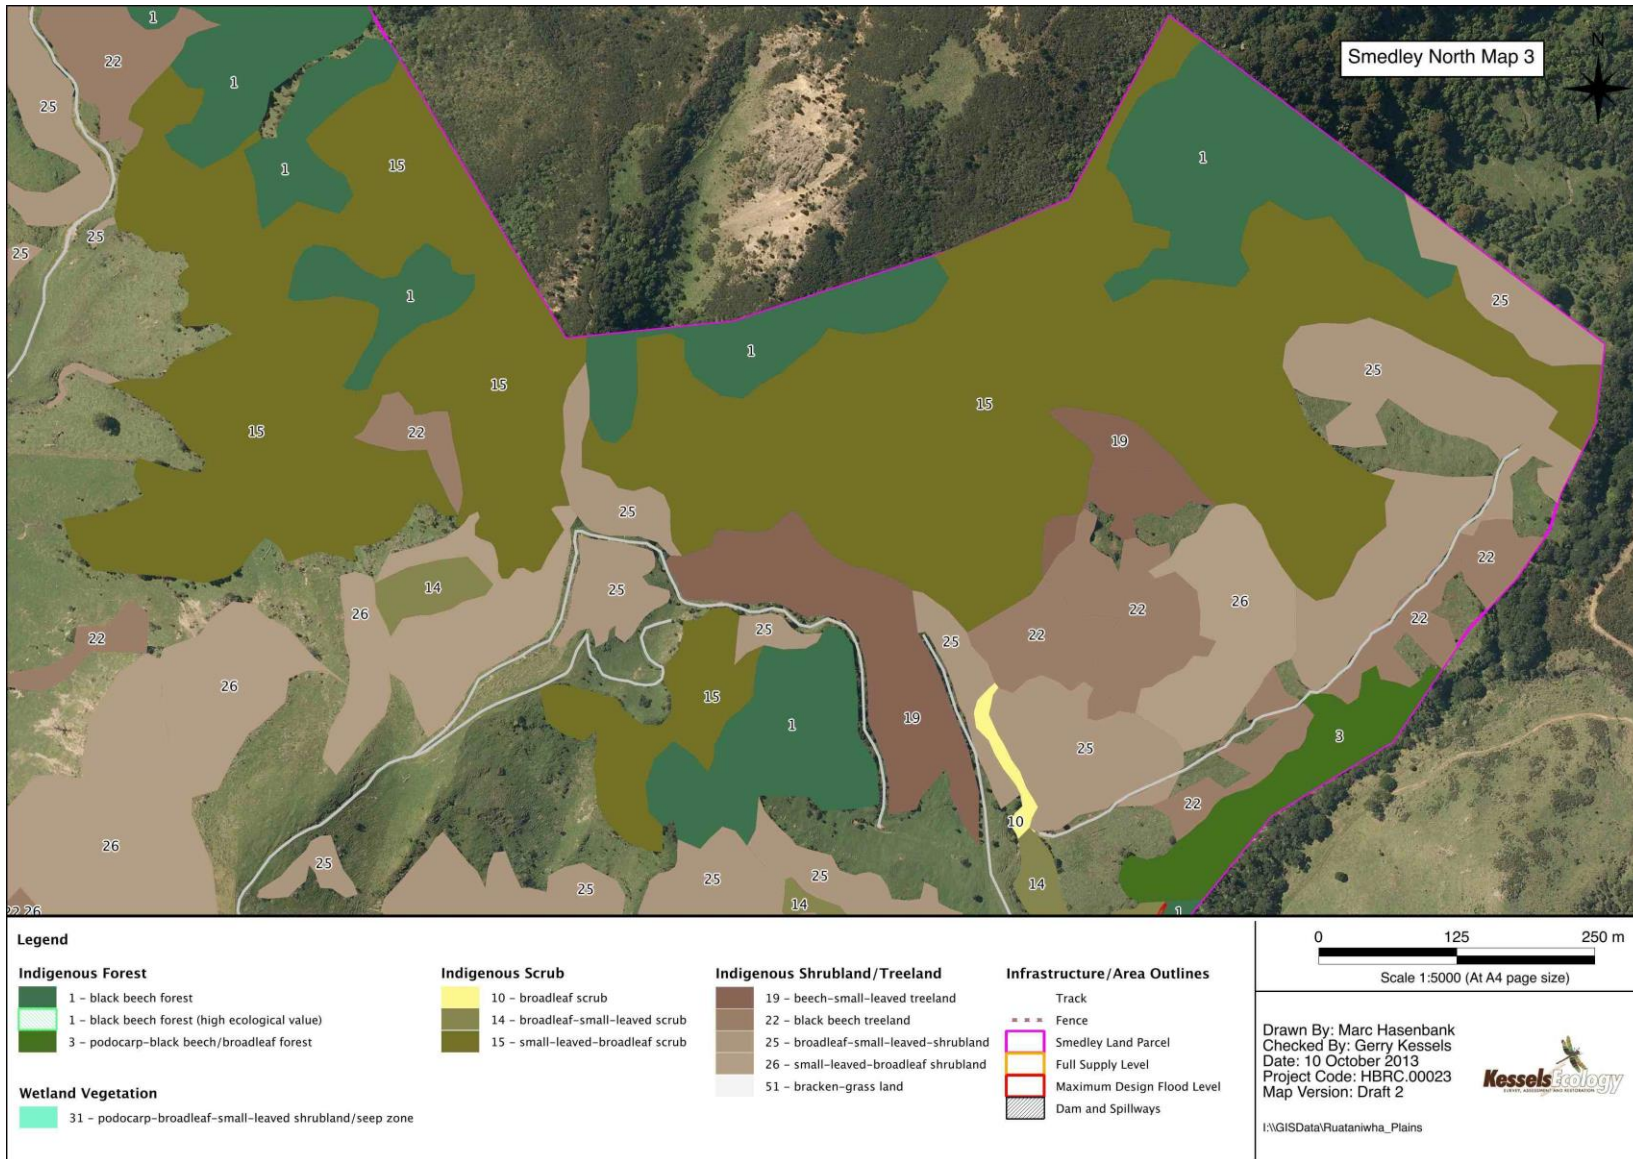 Smedley North Map 3
N
1
22
25
1
1
15
1
25
25
1
25
1
25
15
15
15
22
19
25
14
25
26
22
22
26
22
22
25
25
26
15
1
19
25
3
22
10
26
25
25
25
25
14
14
22 26
1
Legend
Indigenous Forest
1 - black beech forest
1 - black beech forest (high ecological value)
3 - podocarp-black beech/broadleaf forest
Wetland Vegetation
31 - podocarp-broadleaf-small-leaved shrubland/seep zone
Indigenous Scrub
10 - broadleaf scrub
14 - broadleaf-small-leaved scrub
15 - small-leaved-broadleaf scrub
Indigenous Shrubland/Treeland
19 - beech-small-leaved treeland
22 - black beech treeland
25 - broadleaf-small-leaved-shrubland
26 - small-leaved-broadleaf shrubland
51 - bracken-grass land
Infrastructure/Area Outlines
Track
Fence
Smedley Land Parcel
Full Supply Level
Maximum Design Flood Level
Dam and Spillways
0 125 250 m
Scale 1:5000 (At A4 page size)
Drawn By: Marc Hasenbank
Checked By: Gerry Kessels
Date: 10 October 2013
Project Code: HBRC.00023
Map Version: Draft 2
I:\\GISData\Ruataniwha_Plains
KesselsEcology
SURVEY, ASSESSMENT AND RESTORATION